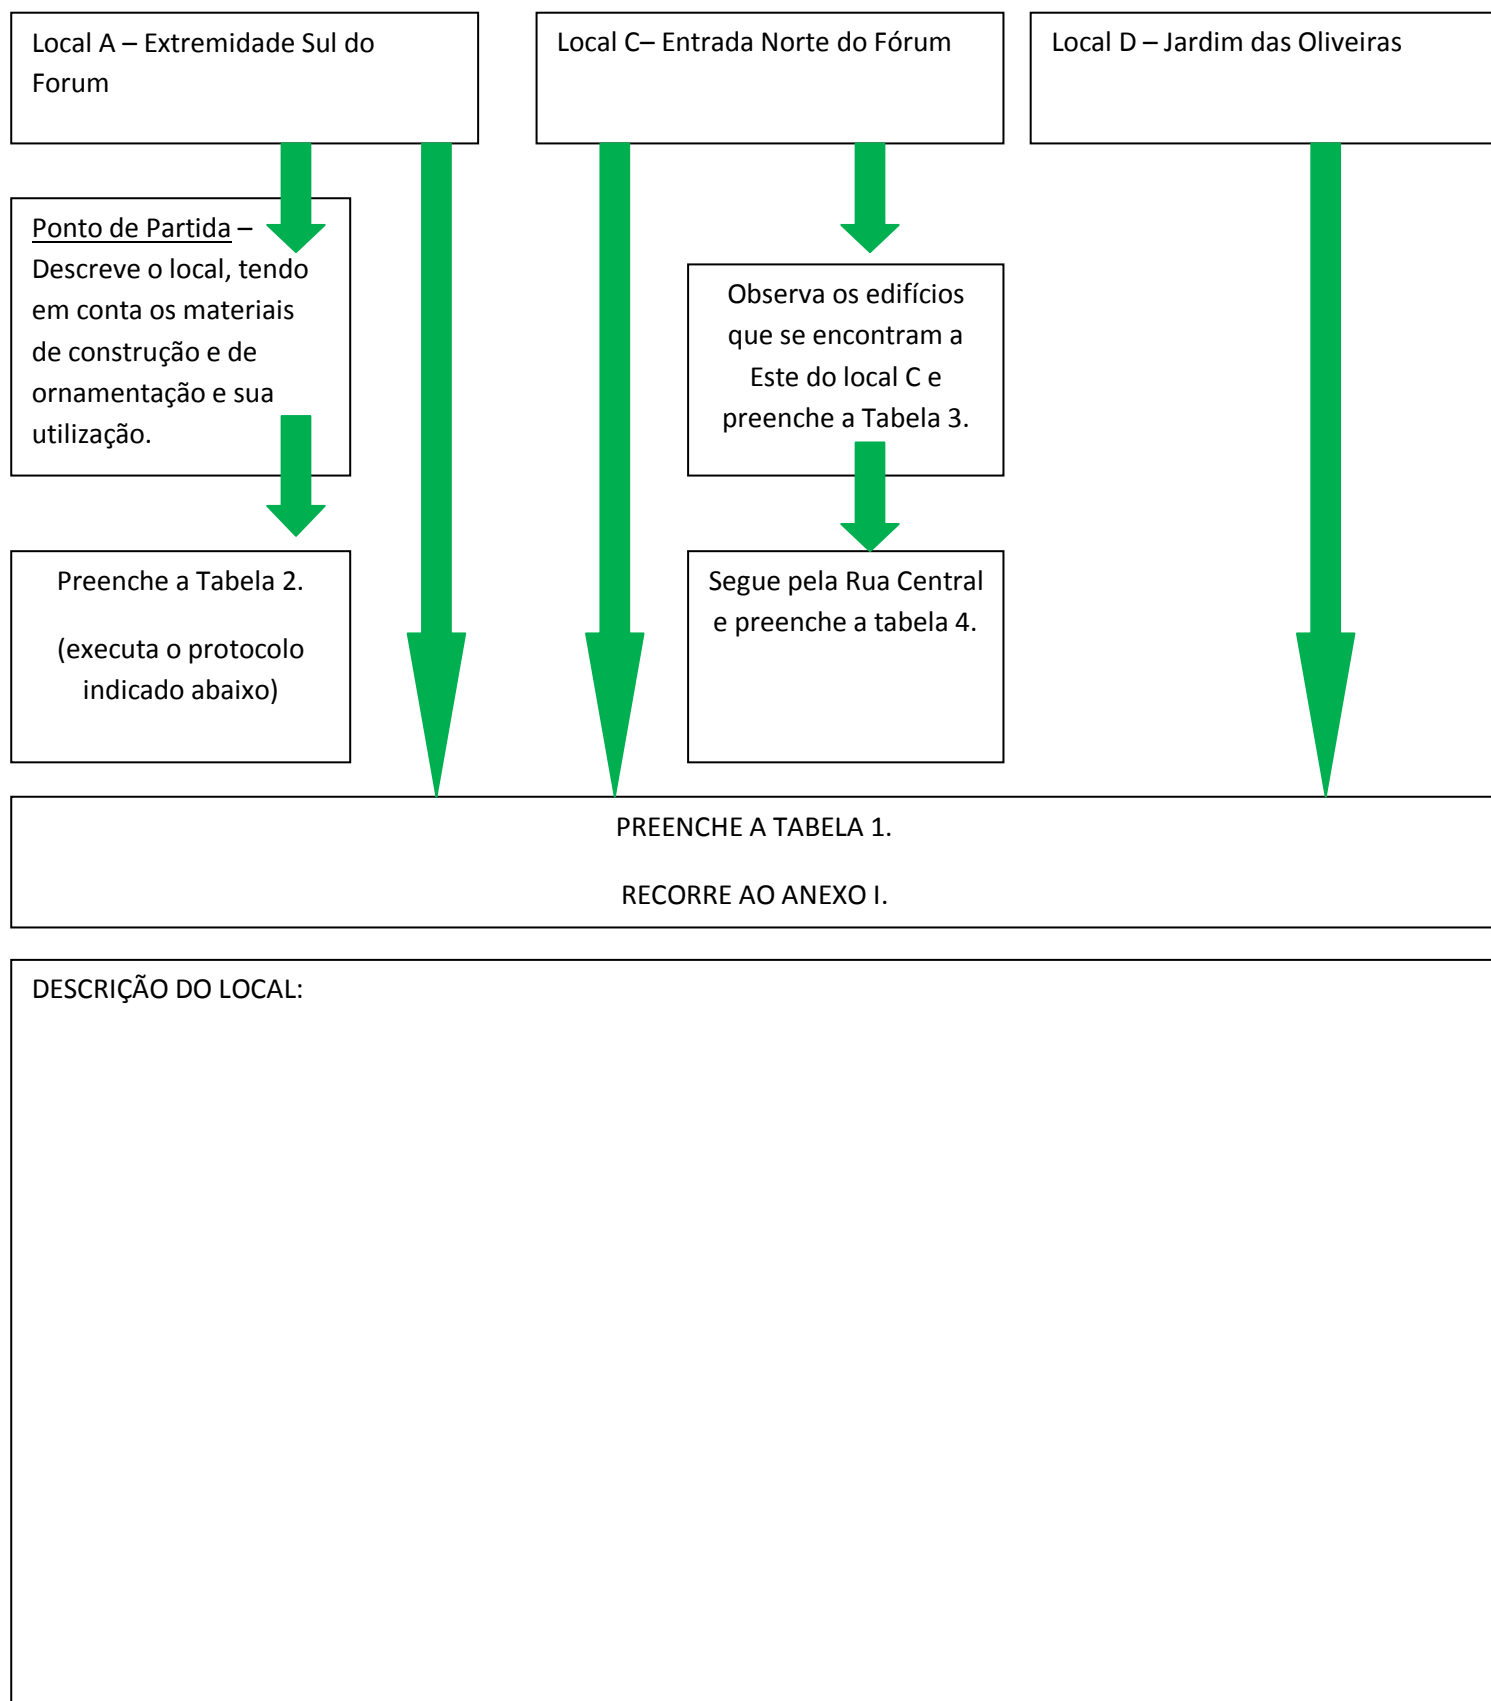 Local A – Extremidade Sul do
Forum
Local C– Entrada Norte do Fórum
Local D – Jardim das Oliveiras
Ponto de Partida –
Descreve o local, tendo
em conta os materiais
de construção e de
ornamentação e sua
utilização.
Observa os edifícios
que se encontram a
Este do local C e
preenche a Tabela 3.
Preenche a Tabela 2.
(executa o protocolo
indicado abaixo)
Segue pela Rua Central
e preenche a tabela 4.
PREENCHE A TABELA 1.
RECORRE AO ANEXO I.
DESCRIÇÃO DO LOCAL: